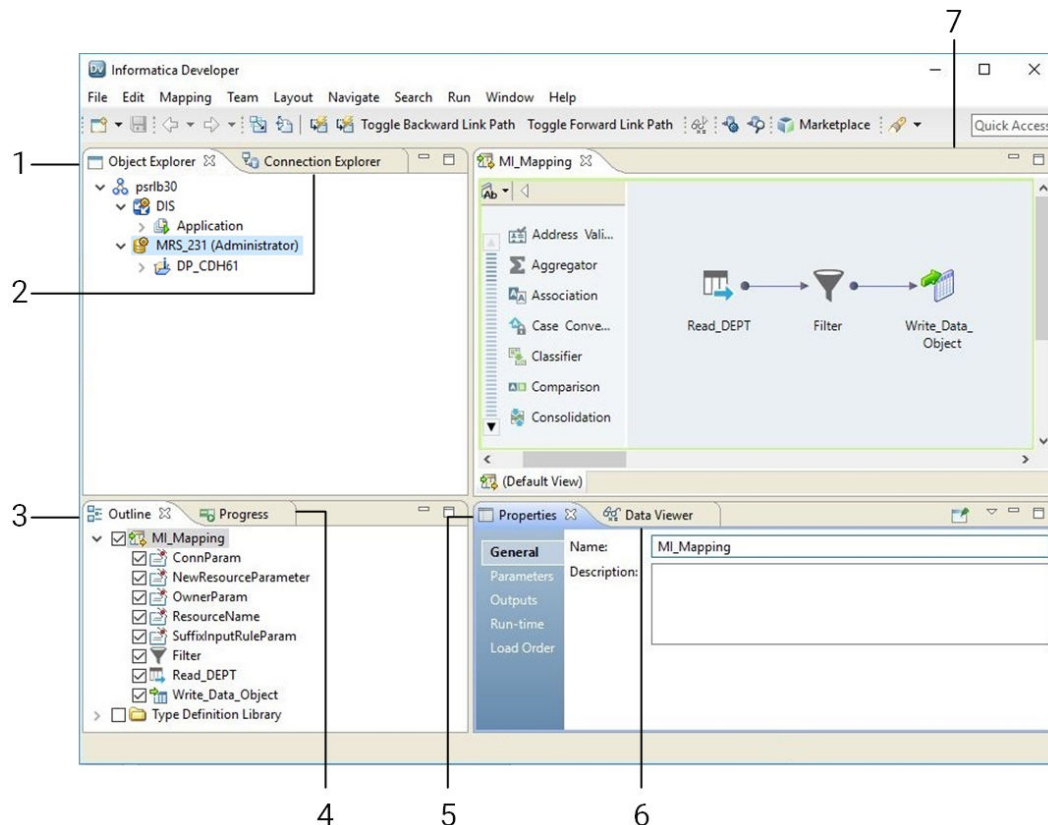 7
Informatica Developer
File Edit Mapping Team Layout Navigate Search Run Window Help
Toggle Backward Link Path Toggle Forward Link Path Marketplace Quick Access
1
Object Explorer Connection Explorer
psrlb30
DIS
Application
MRS_231 (Administrator)
DP_CDH61
2
MI_Mapping
Ab
Address Vali...
Aggregator
Association
Case Conve...
Classifier
Comparison
Consolidation
Read_DEPT
Filter
Write_Data_
Object
(Default View)
3
Outline Progress
MI_Mapping
ConnParam
NewResourceParameter
OwnerParam
ResourceName
SuffixInputRuleParam
Filter
Read_DEPT
Write_Data_Object
Type Definition Library
Properties Data Viewer
General
Parameters
Outputs
Run-time
Load Order
Name: MI_Mapping
Description:
4
5
6